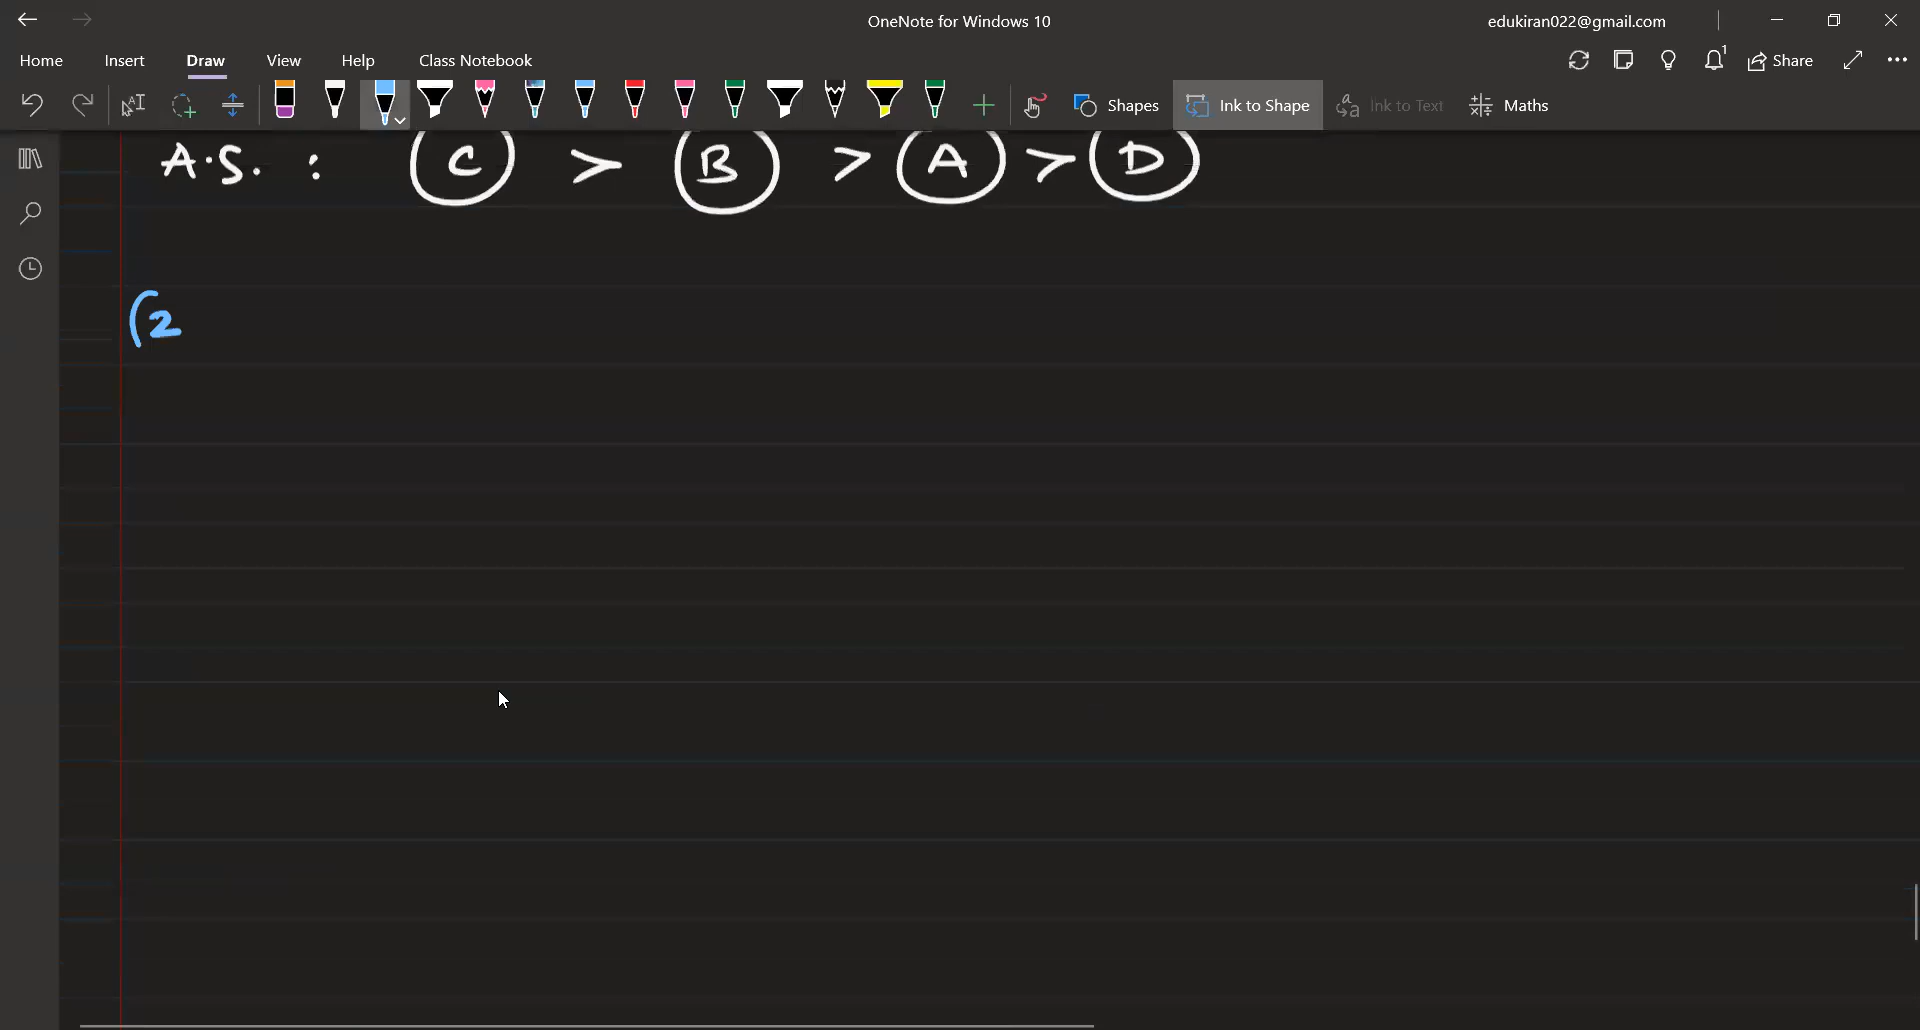 OneNote for Windows 10
edukiran022@gmail.com
Home Insert Draw View Help Class Notebook
1
Share
Shapes
Ink to Shape
Ink to Text
Maths
A.S. : C > B > A > D
(2